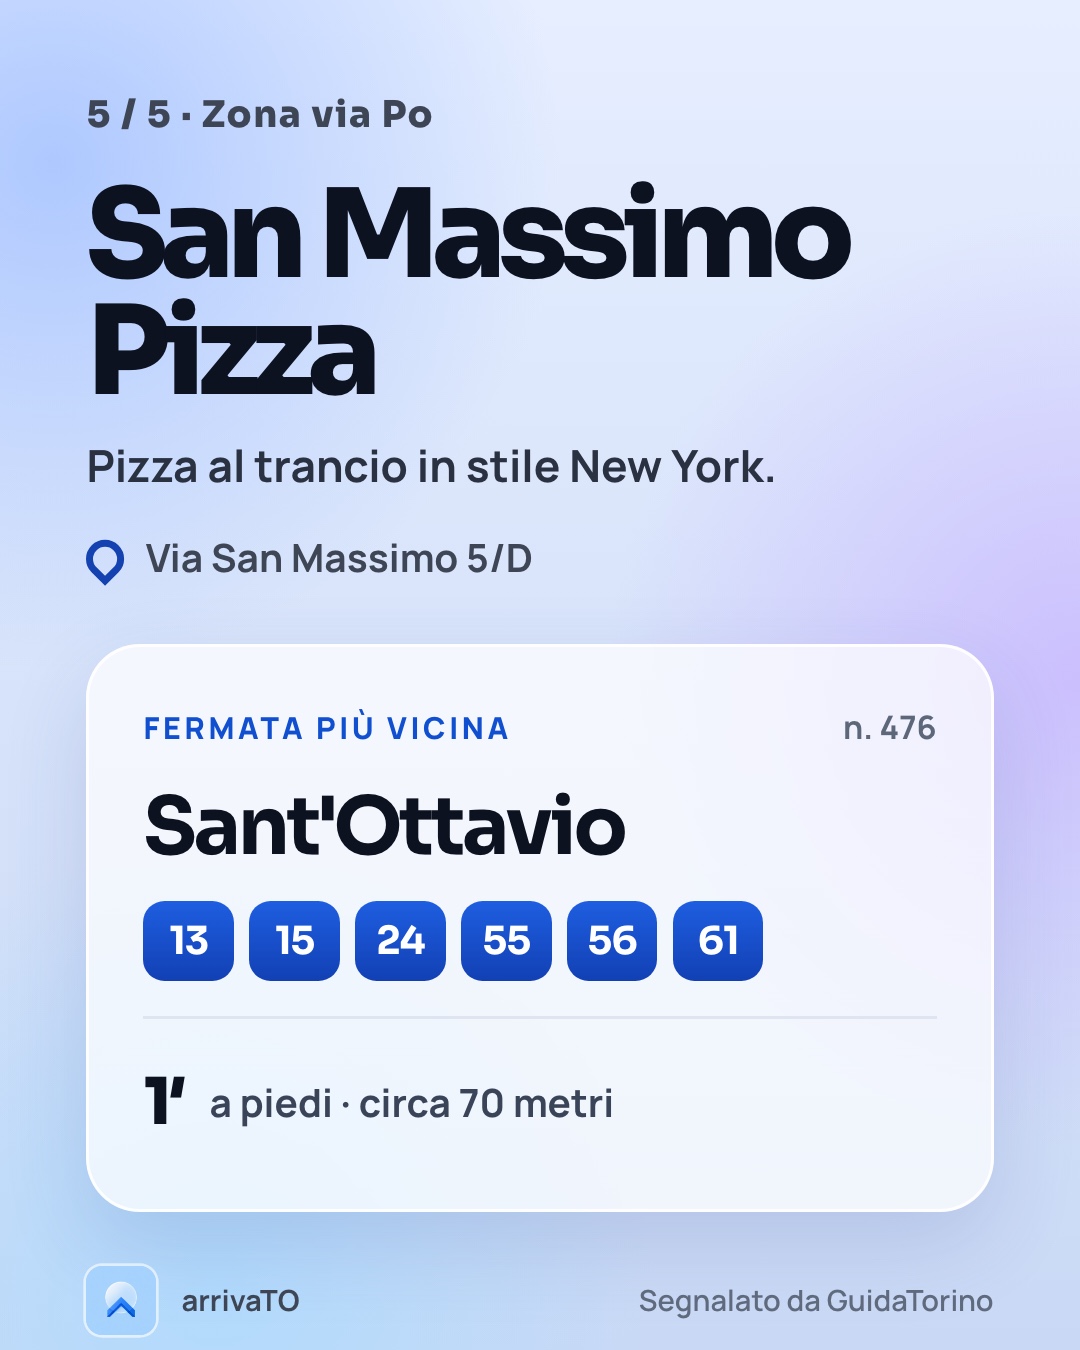 5 / 5 · Zona via Po
San Massimo
Pizza
Pizza al trancio in stile New York.
Via San Massimo 5/D
FERMATA PIÙ VICINA
n. 476
Sant'Ottavio
13 15 24 55 56 61
1′ a piedi · circa 70 metri
arrivaTO
Segnalato da GuidaTorino